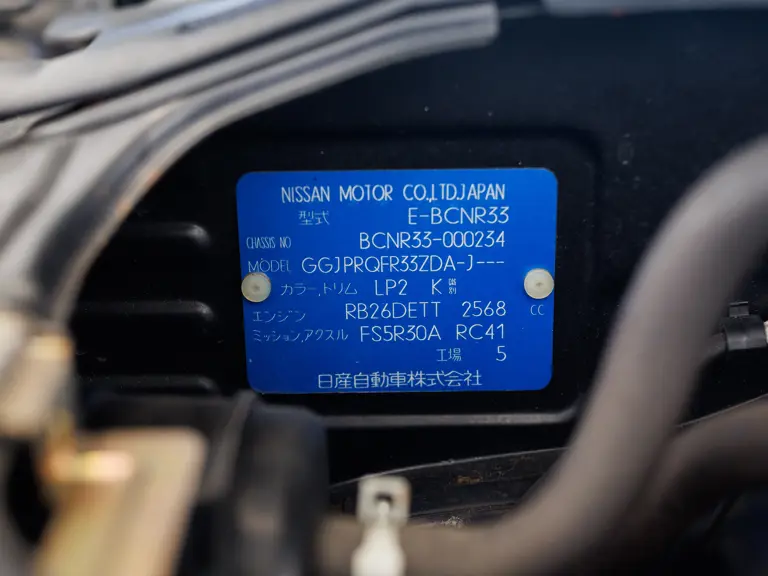 NISSAN MOTOR CO.,LTD.JAPAN
型式 E-BCNR33
CHASSIS NO BCNR33-000234
MODEL GGJPRQFR33ZDA-J---
カラー,トリム LP2 K 識別
エンジン RB26DETT 2568 CC
ミッション,アクスル FS5R30A RC41
工場 5
日産自動車株式会社